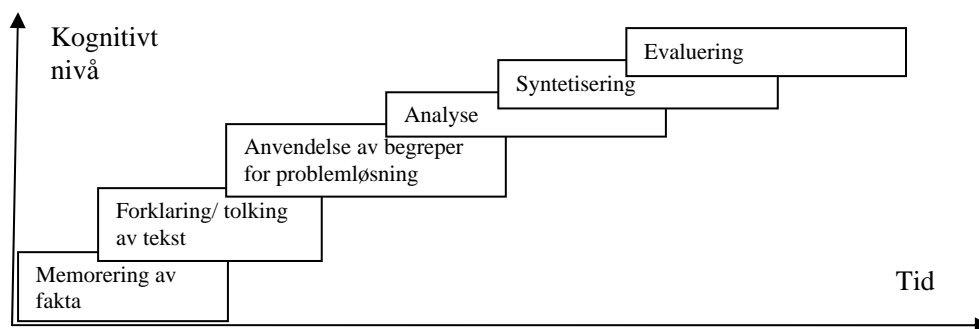 Kognitivt
nivå
Evaluering
Syntetisering
Analyse
Anvendelse av begreper
for problemløsning
Forklaring/ tolking
av tekst
Memorering av
fakta
Tid